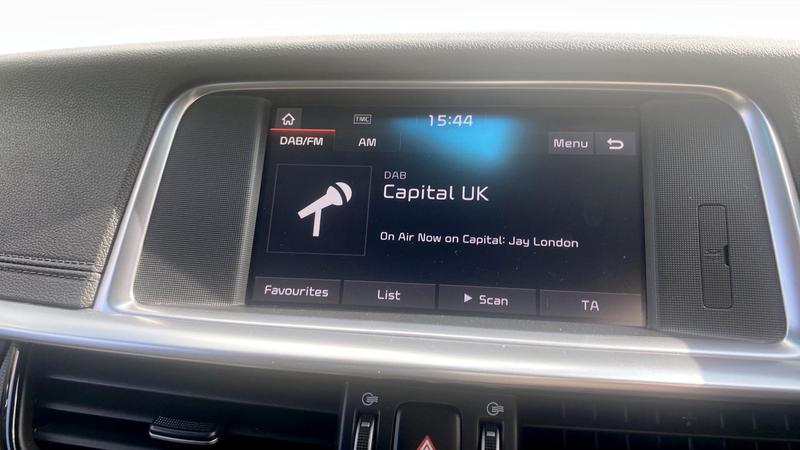 TMC
15:44
DAB/FM
AM
Menu
DAB
Capital UK
On Air Now on Capital: Jay London
Favourites
List
Scan
TA